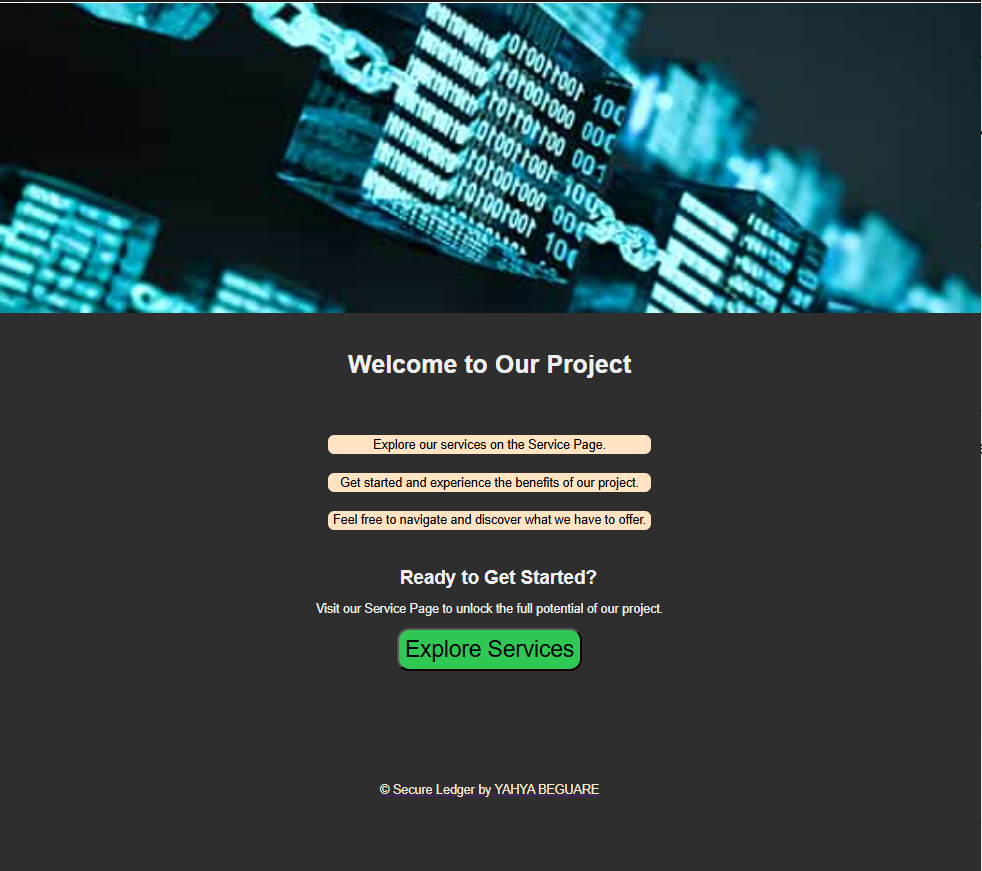 Welcome to Our Project
Explore our services on the Service Page.
Get started and experience the benefits of our project.
Feel free to navigate and discover what we have to offer.
Ready to Get Started?
Visit our Service Page to unlock the full potential of our project.
Explore Services
© Secure Ledger by YAHYA BEGUARE